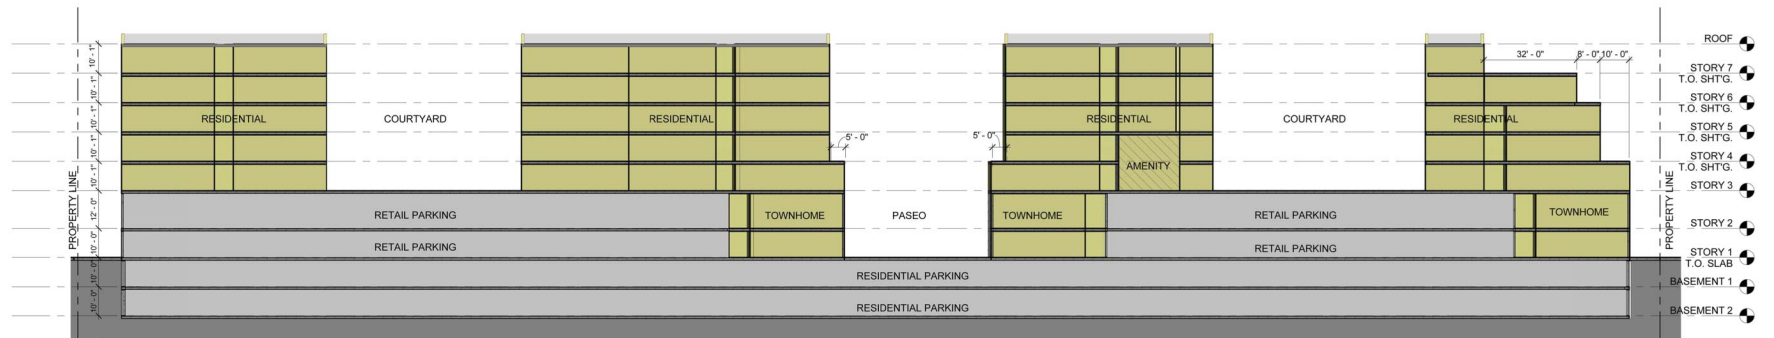 ROOF
10' - 1"
32' - 0"
8' - 0"
10' - 0"
STORY 7
T.O. SHT'G.
10' - 1"
STORY 6
T.O. SHT'G.
10' - 1"
RESIDENTIAL
COURTYARD
RESIDENTIAL
RESIDENTIAL
COURTYARD
RESIDENTIAL
STORY 5
T.O. SHT'G.
10' - 1"
5' - 0"
5' - 0"
STORY 4
T.O. SHT'G.
AMENITY
10' - 1"
STORY 3
PROPERTY LINE
12' - 0"
RETAIL PARKING
TOWNHOME
PASEO
TOWNHOME
RETAIL PARKING
TOWNHOME
PROPERTY LINE
STORY 2
10' - 0"
RETAIL PARKING
RETAIL PARKING
STORY 1
T.O. SLAB
10' - 0"
RESIDENTIAL PARKING
BASEMENT 1
10' - 0"
RESIDENTIAL PARKING
BASEMENT 2